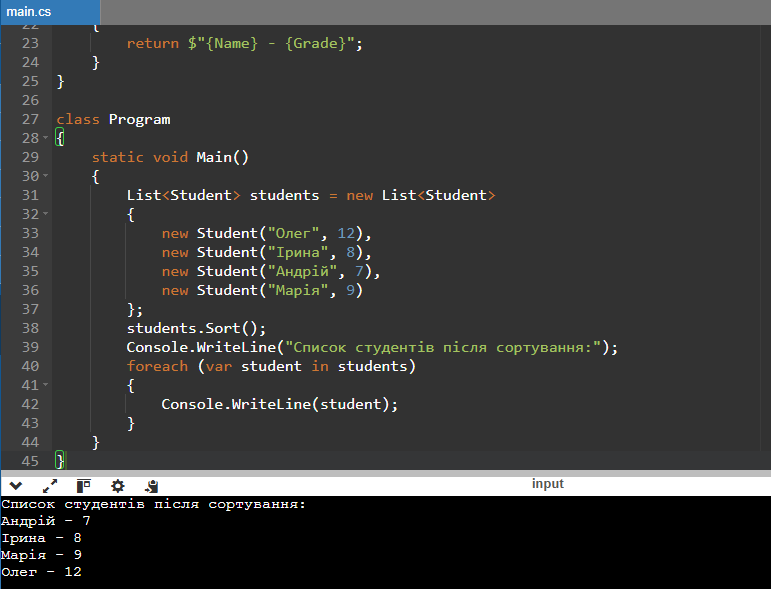 main.cs
22 {
23 return $"{Name} - {Grade}";
24 }
25 }
26
27 class Program
28 {
29 static void Main()
30 {
31 List<Student> students = new List<Student>
32 {
33 new Student("Олег", 12),
34 new Student("Ірина", 8),
35 new Student("Андрій", 7),
36 new Student("Марія", 9)
37 };
38 students.Sort();
39 Console.WriteLine("Список студентів після сортування:");
40 foreach (var student in students)
41 {
42 Console.WriteLine(student);
43 }
44 }
45 }
input
Список студентів після сортування:
Андрій - 7
Ірина - 8
Марія - 9
Олег - 12